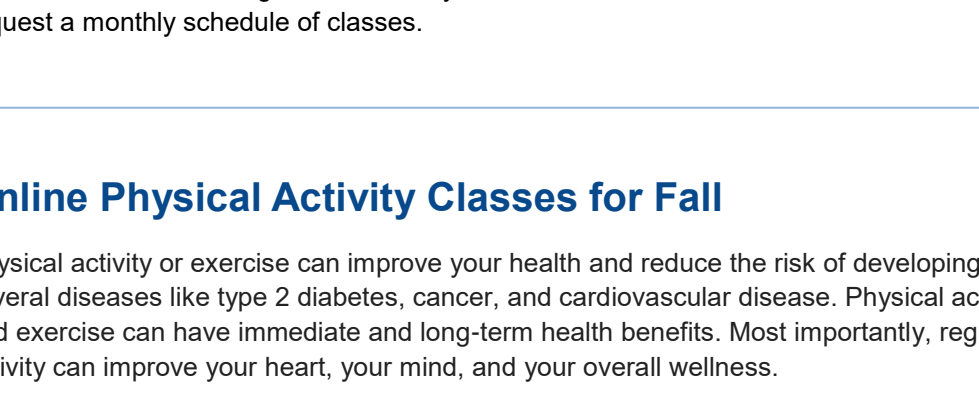 quest a monthly schedule of classes.
nline Physical Activity Classes for Fall
ysical activity or exercise can improve your health and reduce the risk of developing
veral diseases like type 2 diabetes, cancer, and cardiovascular disease. Physical ac
d exercise can have immediate and long-term health benefits. Most importantly, reg
ivity can improve your heart, your mind, and your overall wellness.